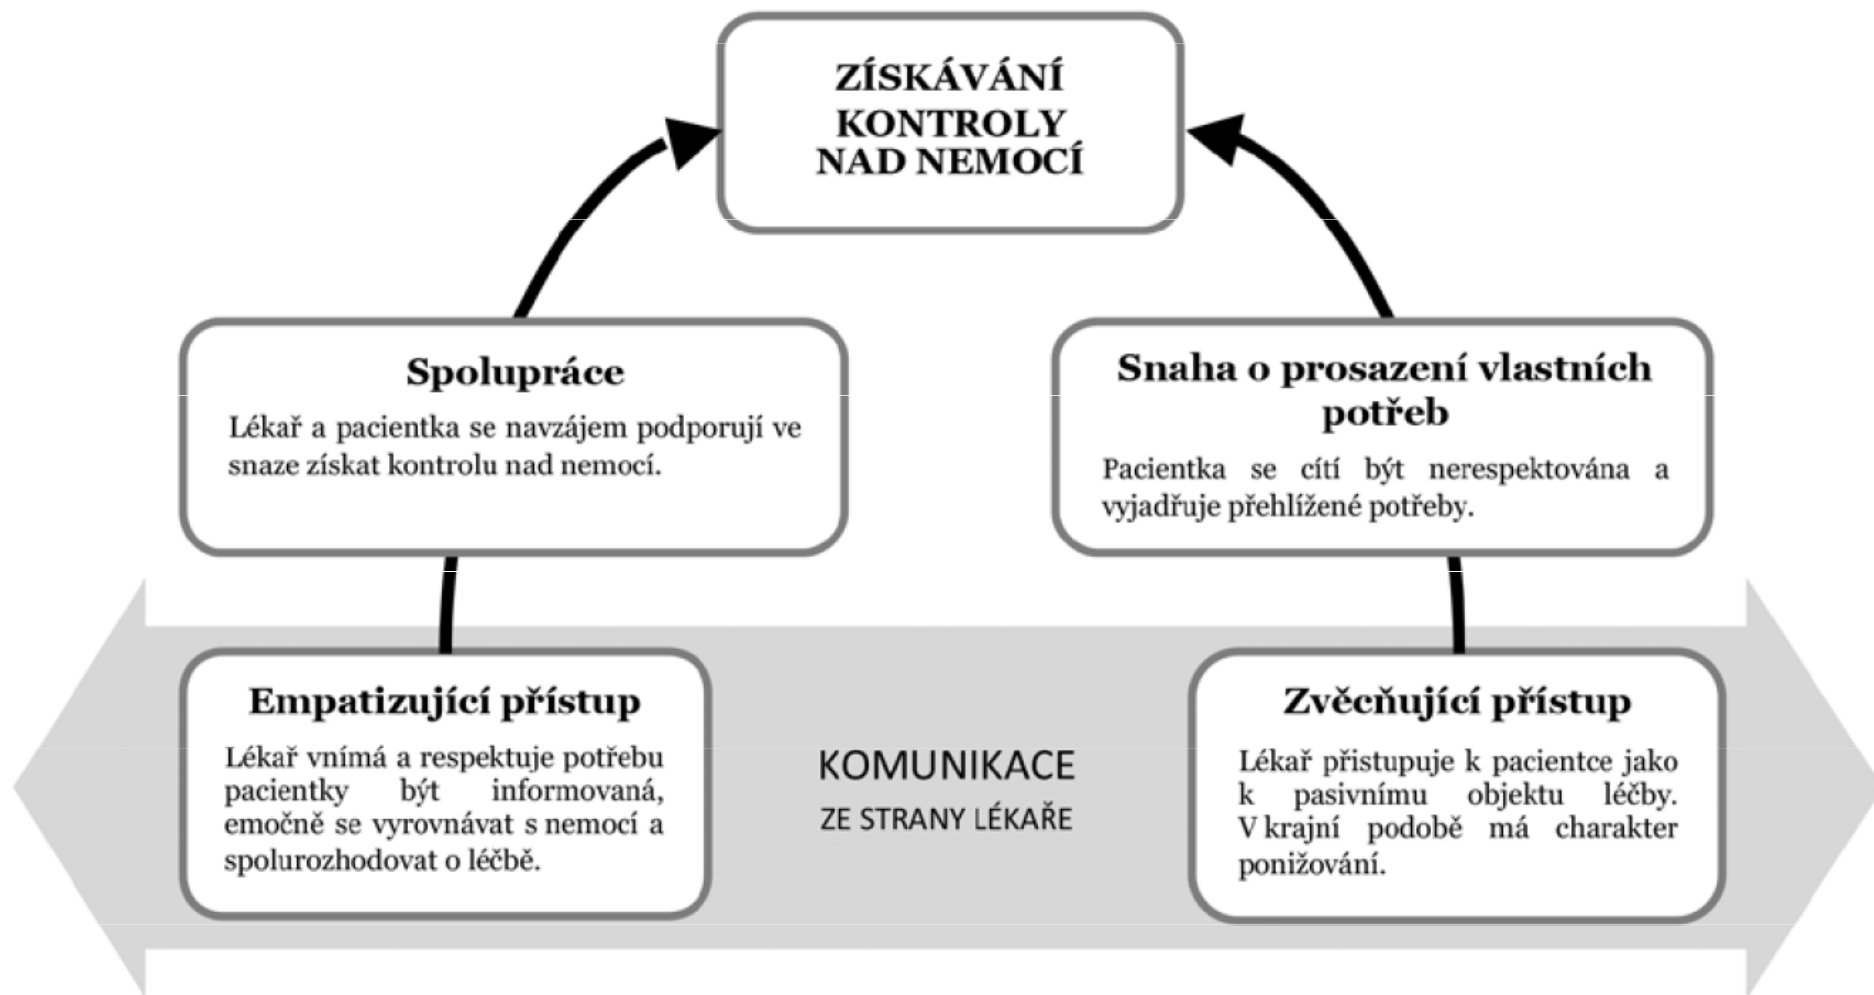 ZÍSKÁVÁNÍ
KONTROLY
NAD NEMOCÍ
Spolupráce
Lékař a pacientka se navzájem podporují ve
snaze získat kontrolu nad nemocí.
Snaha o prosazení vlastních
potřeb
Pacientka se cítí být nerespektována a
vyjadřuje přehlížené potřeby.
Empatizující přístup
Lékař vnímá a respektuje potřebu
pacientky být informovaná,
emočně se vyrovnávat s nemocí a
spolurozhodovat o léčbě.
KOMUNIKACE
ZE STRANY LÉKAŘE
Zvěcňující přístup
Lékař přistupuje k pacientce jako
k pasivnímu objektu léčby.
V krajní podobě má charakter
ponižování.